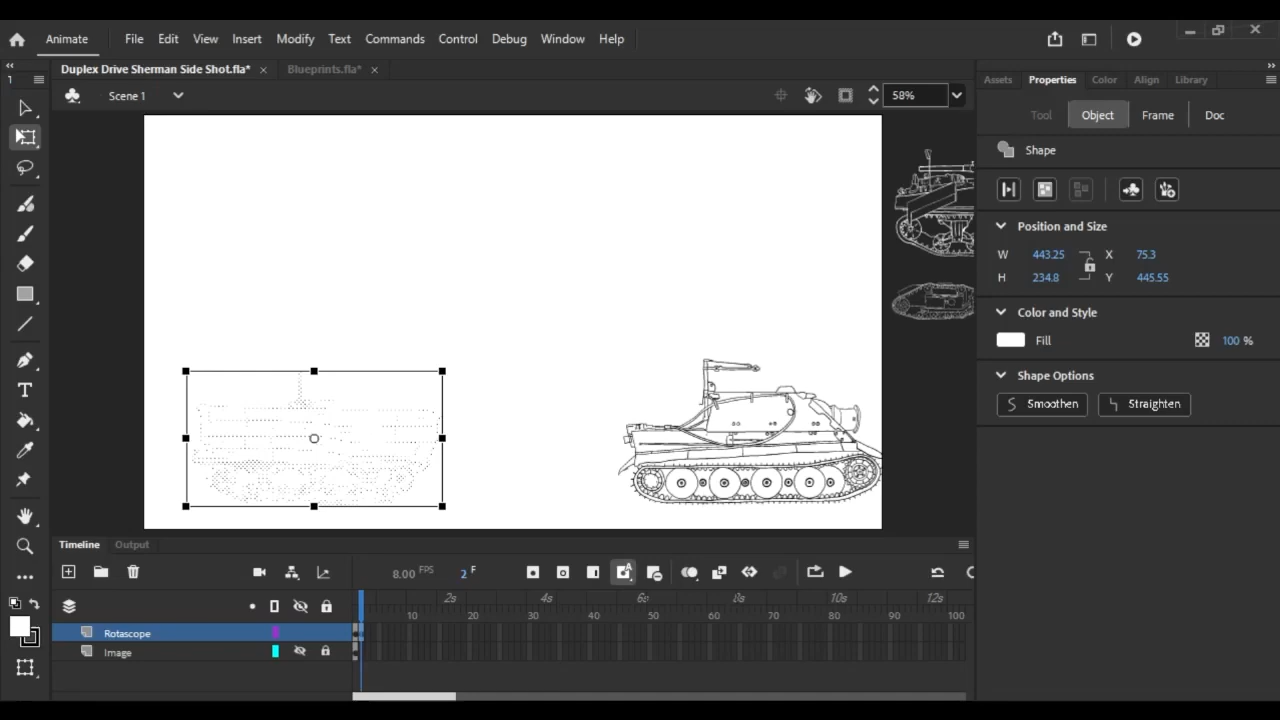 Animate File Edit View Insert Modify Text Commands Control Debug Window Help
Duplex Drive Sherman Side Shot.fla* Blueprints.fla*
Scene 1 58%
1
Assets Properties Color Align Library
Tool Object Frame Doc
Shape
Position and Size
W 443.25 X 75.3
H 234.8 Y 445.55
Color and Style
Fill 100 %
Shape Options
Smoothen Straighten
Timeline Output
8.00 FPS 2 F
2s 4s 6s 8s 10s 12s
10 20 30 40 50 60 70 80 90 100
Rotascope
Image